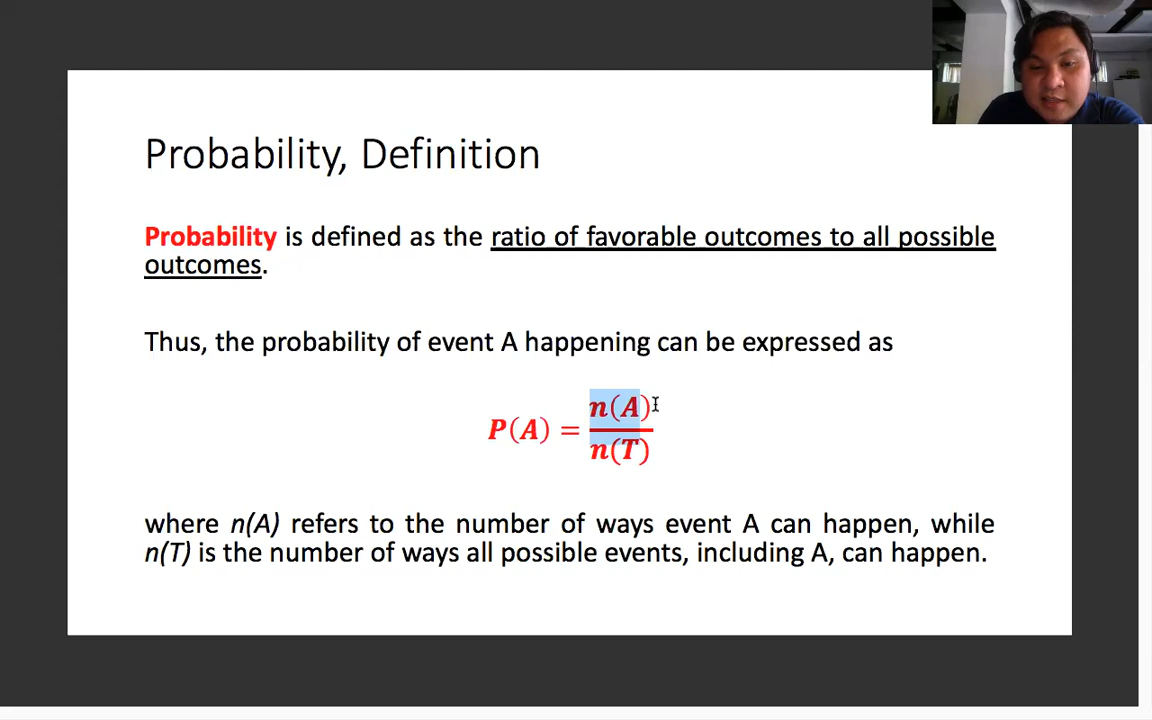 Probability, Definition
Probability is defined as the ratio of favorable outcomes to all possible
outcomes.
Thus, the probability of event A happening can be expressed as
P(A) = n(A)/n(T)
where n(A) refers to the number of ways event A can happen, while
n(T) is the number of ways all possible events, including A, can happen.